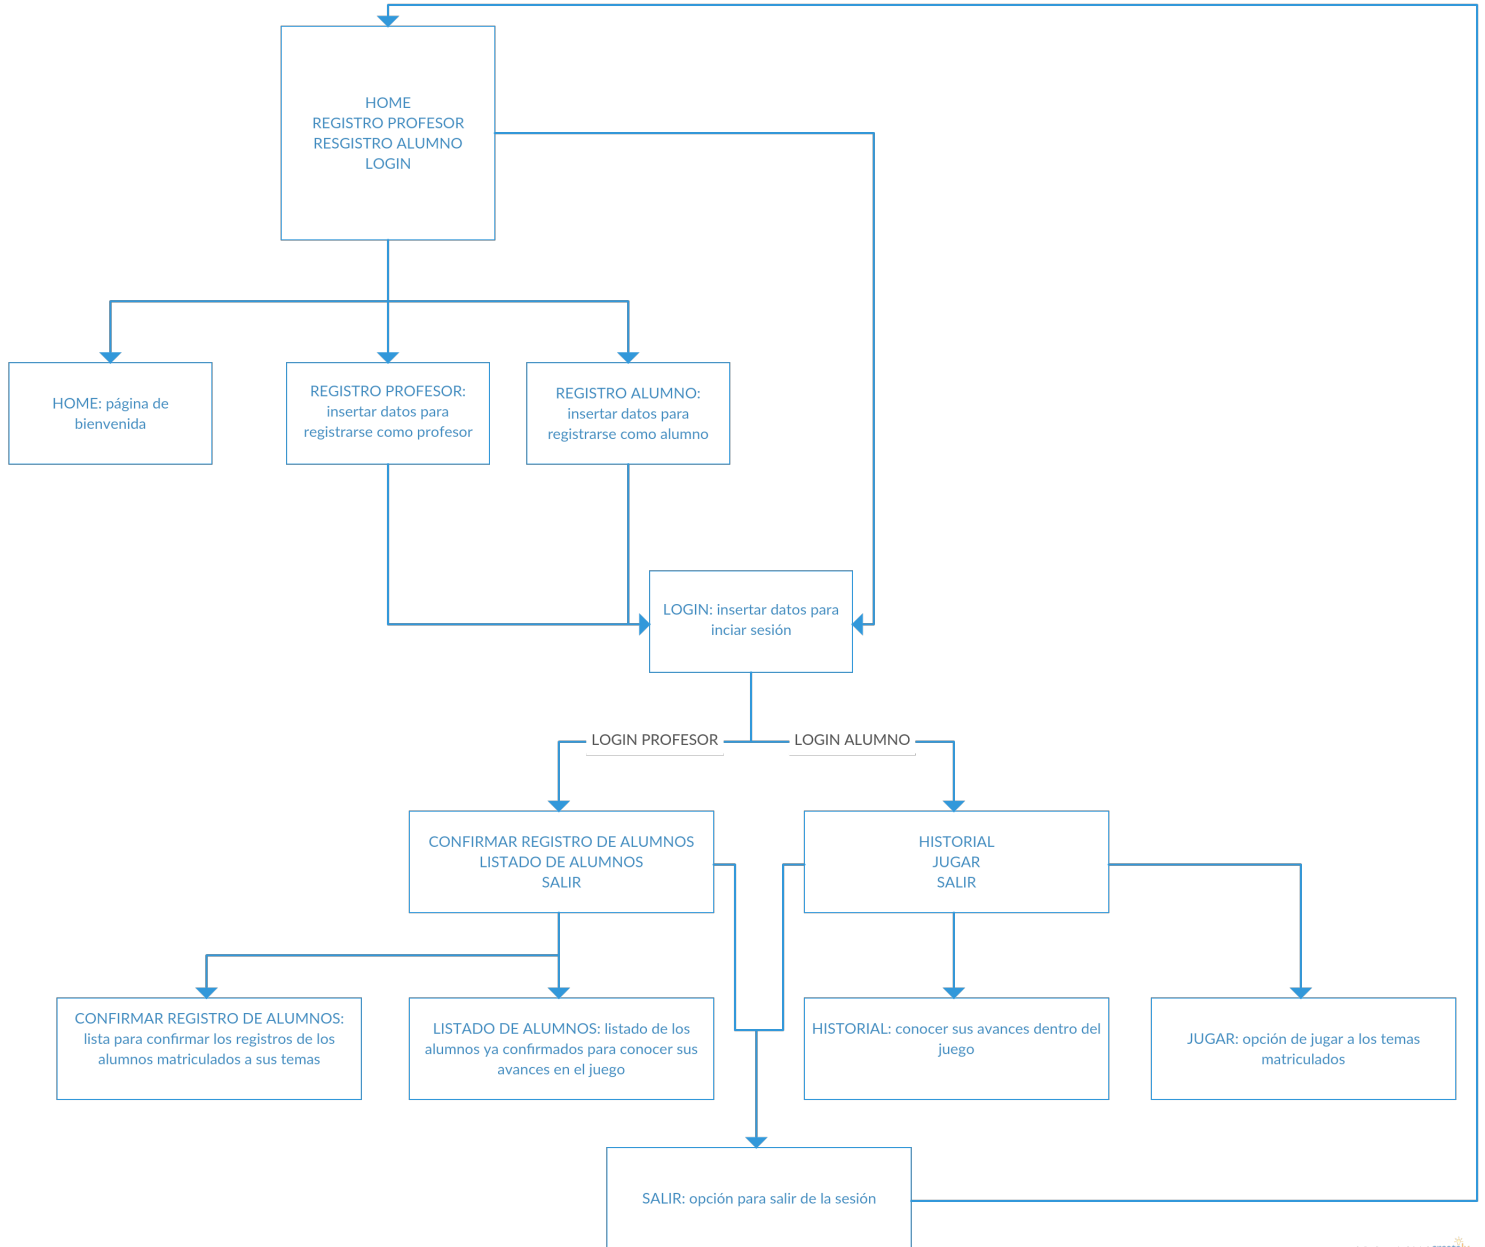 HOME
REGISTRO PROFESOR
RESGISTRO ALUMNO
LOGIN
HOME: página de
bienvenida
REGISTRO PROFESOR:
insertar datos para
registrarse como profesor
REGISTRO ALUMNO:
insertar datos para
registrarse como alumno
LOGIN: insertar datos para
inciar sesión
LOGIN PROFESOR
LOGIN ALUMNO
CONFIRMAR REGISTRO DE ALUMNOS
LISTADO DE ALUMNOS
SALIR
HISTORIAL
JUGAR
SALIR
CONFIRMAR REGISTRO DE ALUMNOS:
lista para confirmar los registros de los
alumnos matriculados a sus temas
LISTADO DE ALUMNOS: listado de los
alumnos ya confirmados para conocer sus
avances en el juego
HISTORIAL: conocer sus avances dentro del
juego
JUGAR: opción de jugar a los temas
matriculados
SALIR: opción para salir de la sesión